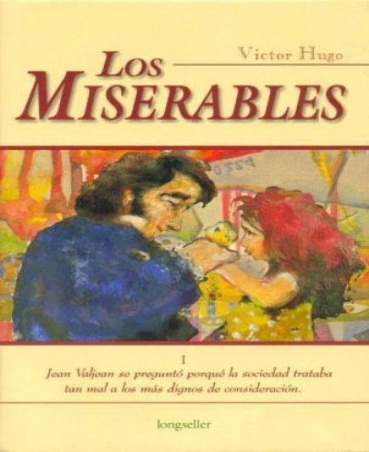 Victor Hugo
LOS
MISERABLES
0224
I
Jean Valjean se preguntó porqué la sociedad trataba
tan mal a los más dignos de consideración.
longseller